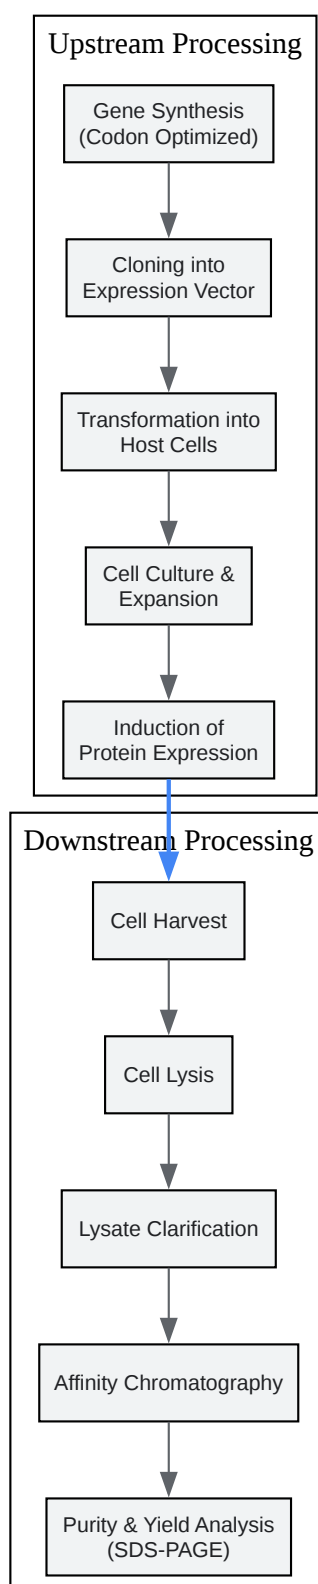 Upstream Processing
Gene Synthesis
(Codon Optimized)
Cloning into
Expression Vector
Transformation into
Host Cells
Cell Culture &
Expansion
Induction of
Protein Expression
Downstream Processing
Cell Harvest
Cell Lysis
Lysate Clarification
Affinity Chromatography
Purity & Yield Analysis
(SDS-PAGE)